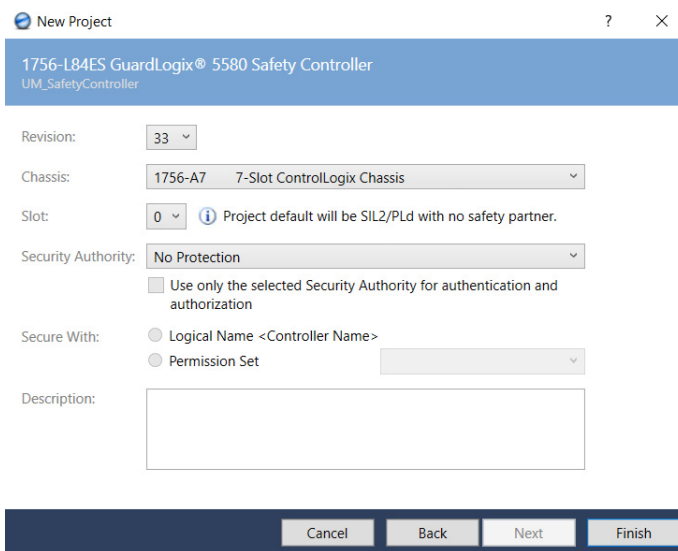 New Project
?
1756-L84ES GuardLogix® 5580 Safety Controller
UM_SafetyController
Revision: 33
Chassis: 1756-A7 7-Slot ControlLogix Chassis
Slot: 0 Project default will be SIL2/PLd with no safety partner.
Security Authority: No Protection
Use only the selected Security Authority for authentication and
authorization
Secure With: Logical Name <Controller Name>
Permission Set
Description:
Cancel Back Next Finish